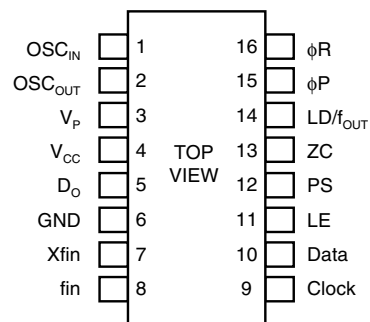 OSC_IN 1 16 ϕR
OSC_OUT 2 15 ϕP
V_P 3 14 LD/f_OUT
V_CC 4 13 ZC
TOP
VIEW
D_O 5 12 PS
GND 6 11 LE
Xfin 7 10 Data
fin 8 9 Clock